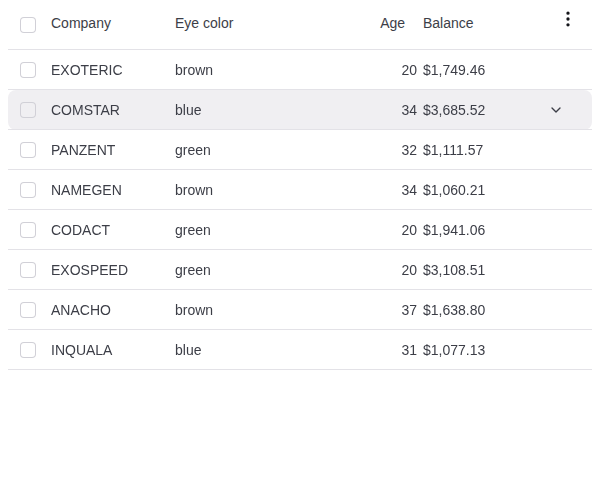 Company Eye color Age Balance
EXOTERIC brown 20 $1,749.46
COMSTAR blue 34 $3,685.52
PANZENT green 32 $1,111.57
NAMEGEN brown 34 $1,060.21
CODACT green 20 $1,941.06
EXOSPEED green 20 $3,108.51
ANACHO brown 37 $1,638.80
INQUALA blue 31 $1,077.13